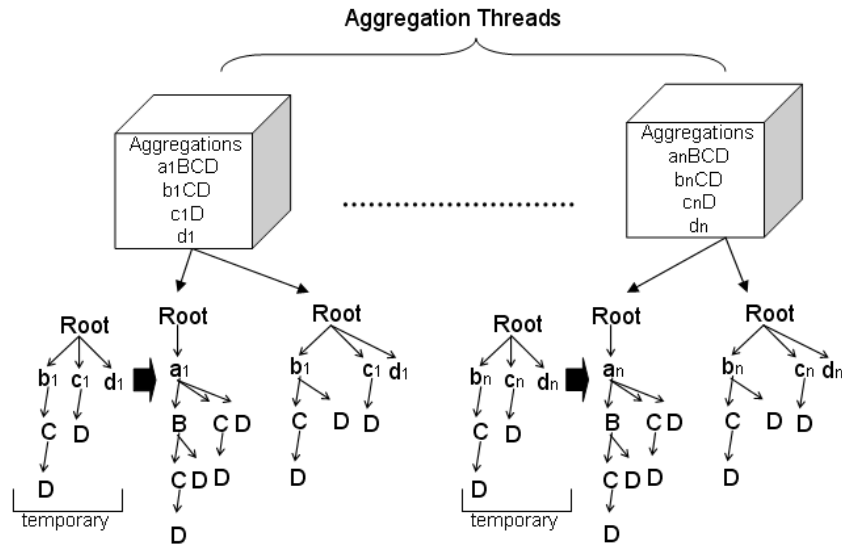 Aggregation Threads
Aggregations
a1BCD
b1CD
c1D
d1
Aggregations
anBCD
bnCD
cnD
dn
Root
b1 c1 d1
C D
D
temporary
Root
a1
B C D
C D D
D
Root
b1 c1 d1
C D D
D
Root
bn cn dn
C D
D
temporary
Root
an
B C D
C D D
D
Root
bn cn dn
C D D
D